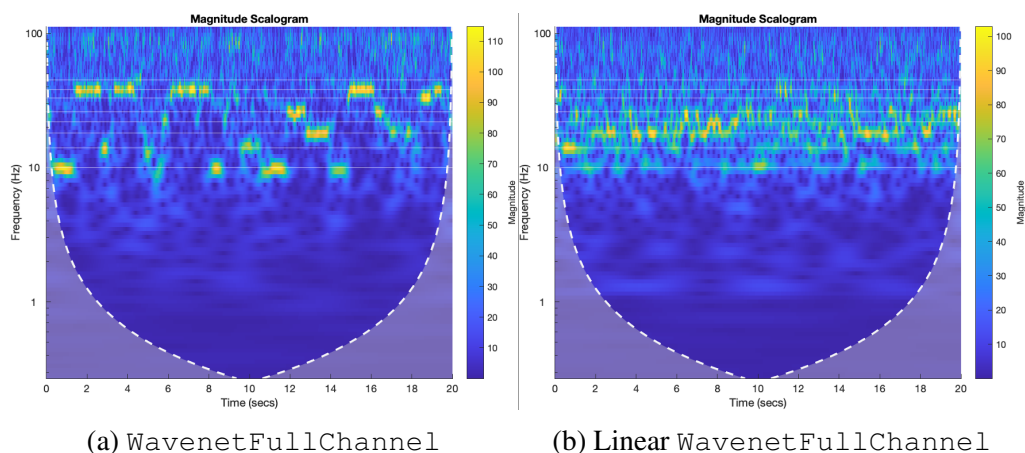 Magnitude Scalogram
Frequency (Hz)
100
10
1
0 2 4 6 8 10 12 14 16 18 20
Time (secs)
Magnitude
110
100
90
80
70
60
50
40
30
20
10
(a) WavenetFullChannel
Magnitude Scalogram
Frequency (Hz)
100
10
1
0 2 4 6 8 10 12 14 16 18 20
Time (secs)
Magnitude
100
90
80
70
60
50
40
30
20
10
(b) Linear WavenetFullChannel